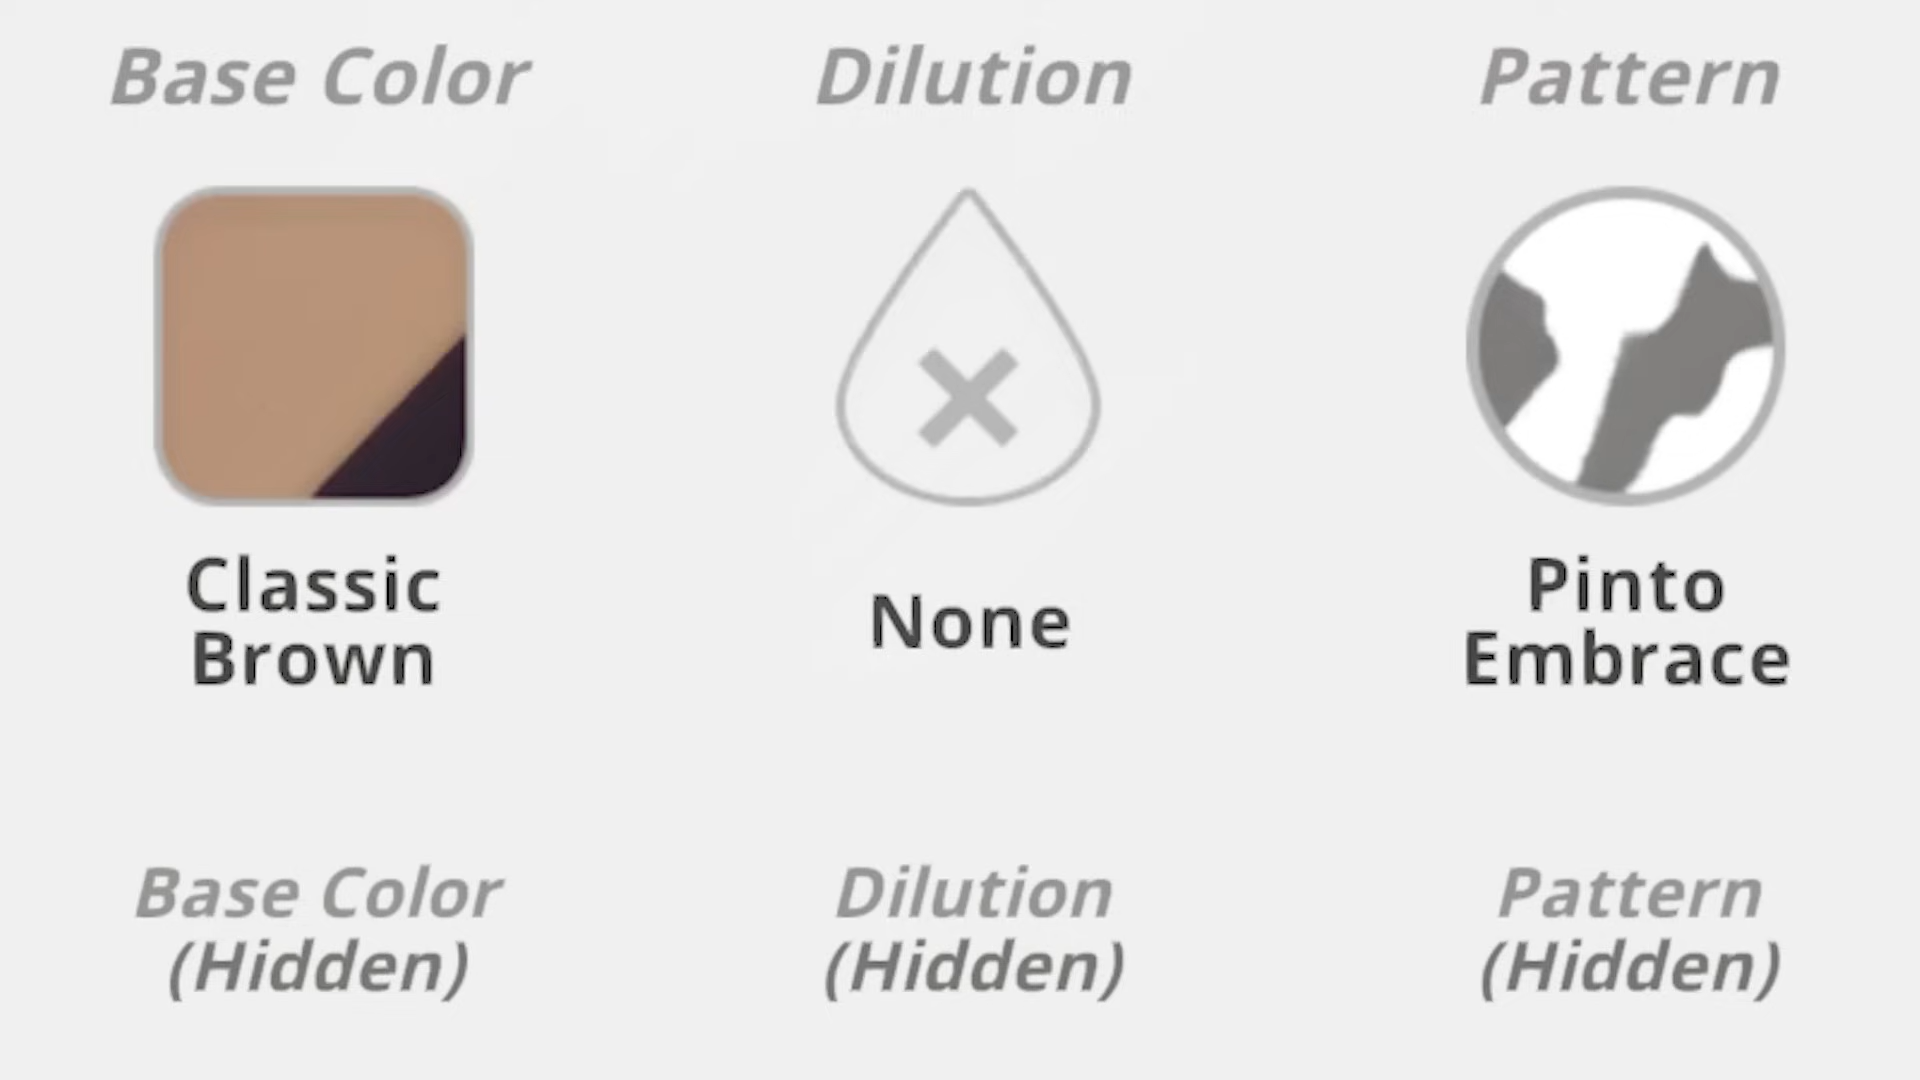 Base Color
Dilution
Pattern
Classic
Brown
None
Pinto
Embrace
Base Color
(Hidden)
Dilution
(Hidden)
Pattern
(Hidden)